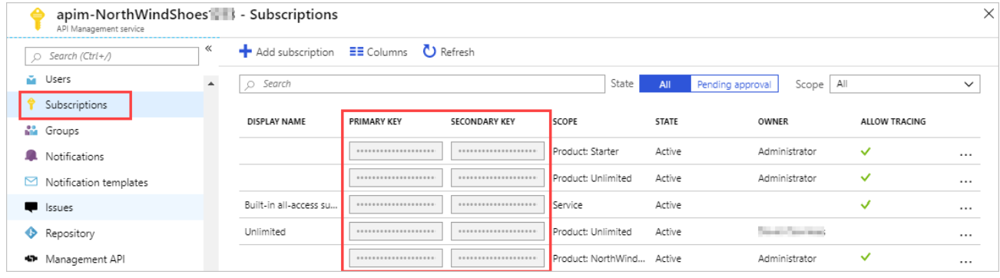 apim-NorthWindShoes - Subscriptions
API Management service
Search (Ctrl+/)
Users
Subscriptions
Groups
Notifications
Notification templates
Issues
Repository
Management API
Add subscription Columns Refresh
Search State All Pending approval Scope All
DISPLAY NAME PRIMARY KEY SECONDARY KEY SCOPE STATE OWNER ALLOW TRACING
Product: Starter Active Administrator
Product: Unlimited Active Administrator
Built-in all-access su... Service Active
Unlimited Product: Unlimited Active
Product: NorthWind... Active Administrator